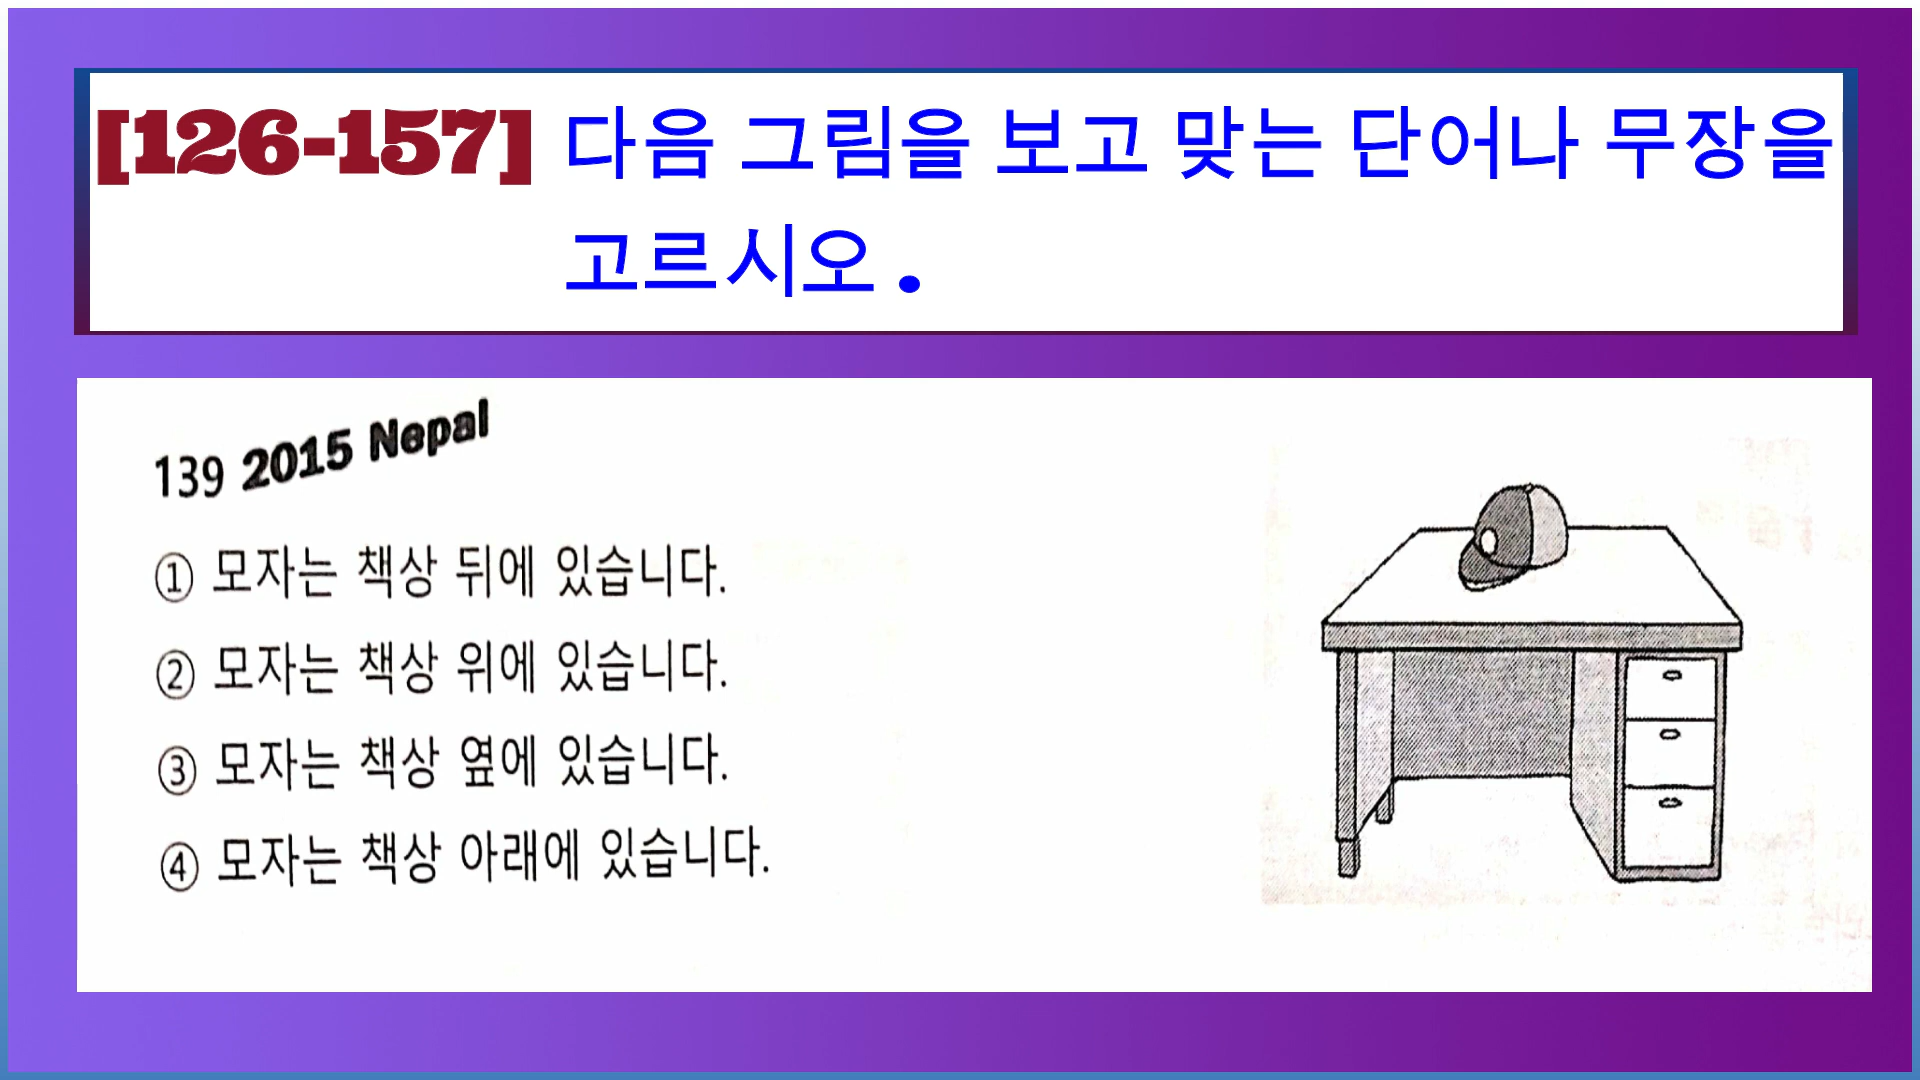 [126-157] 다음 그림을 보고 맞는 단어나 무장을
고르시오.
139 2015 Nepal
① 모자는 책상 뒤에 있습니다.
② 모자는 책상 위에 있습니다.
③ 모자는 책상 옆에 있습니다.
④ 모자는 책상 아래에 있습니다.